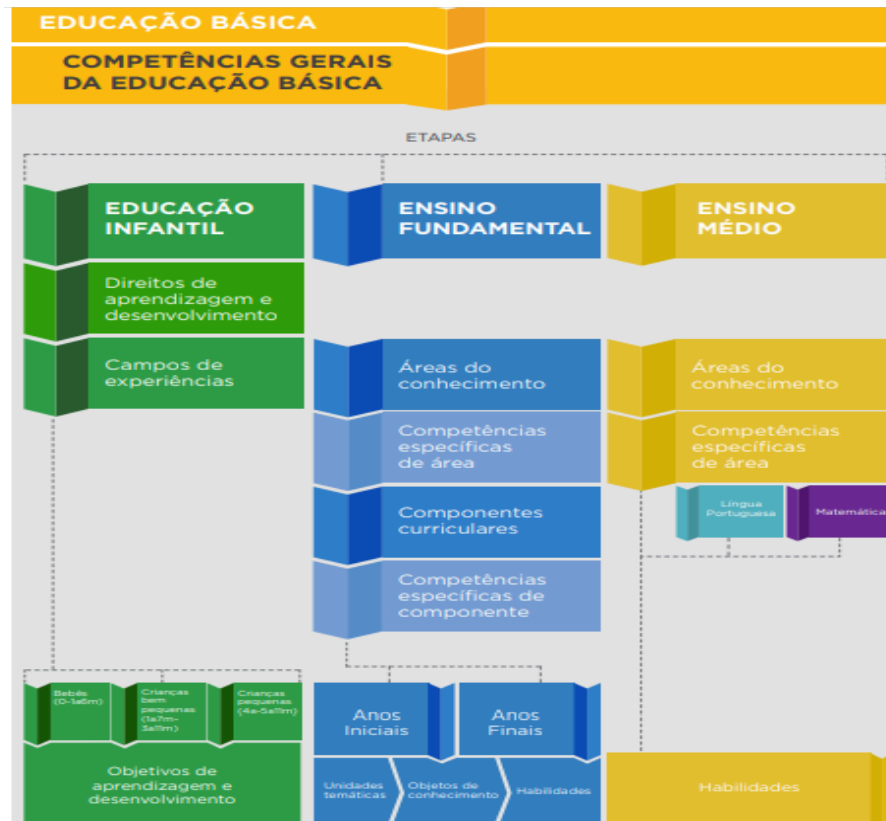 EDUCAÇÃO BÁSICA
COMPETÊNCIAS GERAIS
DA EDUCAÇÃO BÁSICA
ETAPAS
EDUCAÇÃO
INFANTIL
Direitos de
aprendizagem e
desenvolvimento
Campos de
experiências
Bebês
(0-1a6m)
Crianças
bem
pequenas
(1a7m-
3a11m)
Crianças
pequenas
(4a-5a11m)
Objetivos de
aprendizagem e
desenvolvimento
ENSINO
FUNDAMENTAL
Áreas do
conhecimento
Competências
específicas
de área
Componentes
curriculares
Competências
específicas de
componente
Anos
Iniciais
Anos
Finais
Unidades
temáticas
Objetos de
conhecimento
Habilidades
ENSINO
MÉDIO
Áreas do
conhecimento
Competências
específicas
de área
Língua
Portuguesa
Matemática
Habilidades